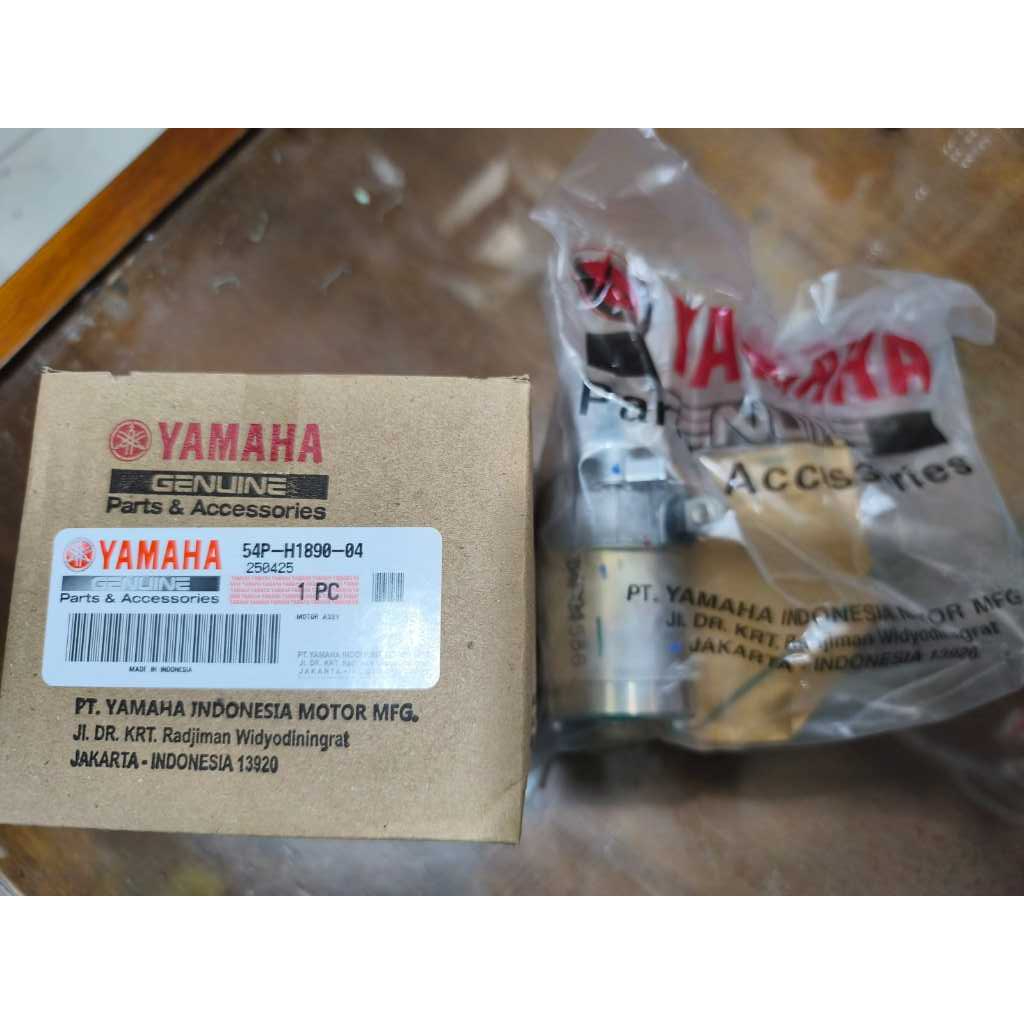 YAMAHA
GENUINE
Parts & Accessories
YAMAHA 54P-H1890-04
GENUINE 250425
Parts & Accessories 1 PC
MOTOR ASSY
MADE IN INDONESIA
PT. YAMAHA INDONESIA MOTOR MFG.
Jl. DR. KRT. Radjiman Widyodiningrat
JAKARTA - INDONESIA 13920
YAMAHA
GENUINE
Accessories
PT. YAMAHA INDONESIA MOTOR MFG
Jl. DR. KRT. Radjiman Widyodiningrat
JAKARTA - INDONESIA 13920